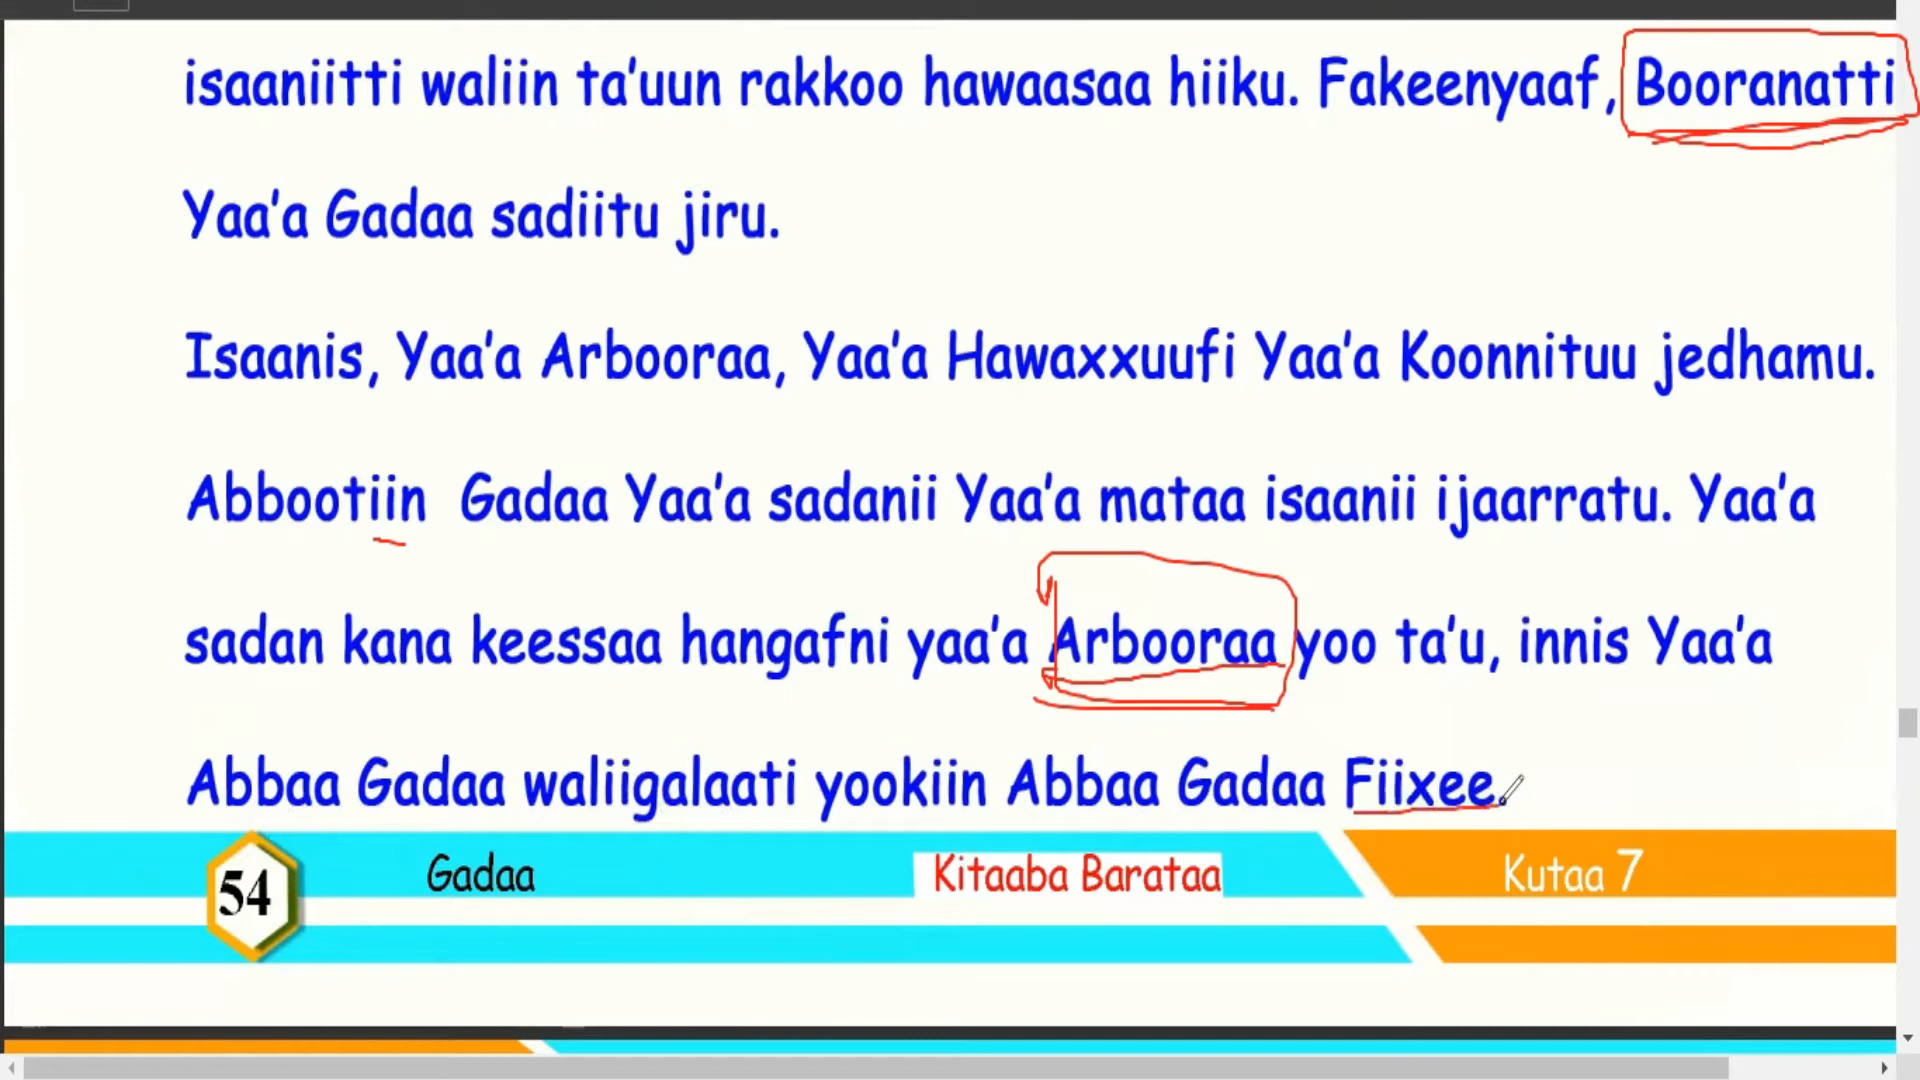 isaaniitti waliin ta'uun rakkoo hawaasaa hiiku. Fakeenyaaf, Booranatti
Yaa'a Gadaa sadiitu jiru.
Isaanis, Yaa'a Arbooraa, Yaa'a Hawaxxuufi Yaa'a Koonnituu jedhamu.
Abbootiin Gadaa Yaa'a sadanii Yaa'a mataa isaanii ijaarratu. Yaa'a
sadan kana keessaa hangafni yaa'a Arbooraa yoo ta'u, innis Yaa'a
Abbaa Gadaa waliigalaati yookiin Abbaa Gadaa Fiixee.
54 Gadaa Kitaaba Barataa Kutaa 7